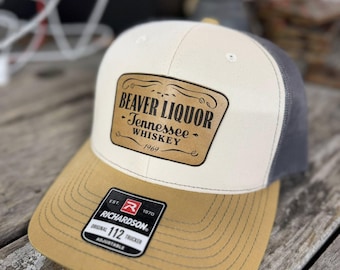 BEAVER LIQUOR
Tennessee
WHISKEY
1969
EST. R 1970
RICHARDSON®
ORIGINAL 112 TRUCKER
ADJUSTABLE